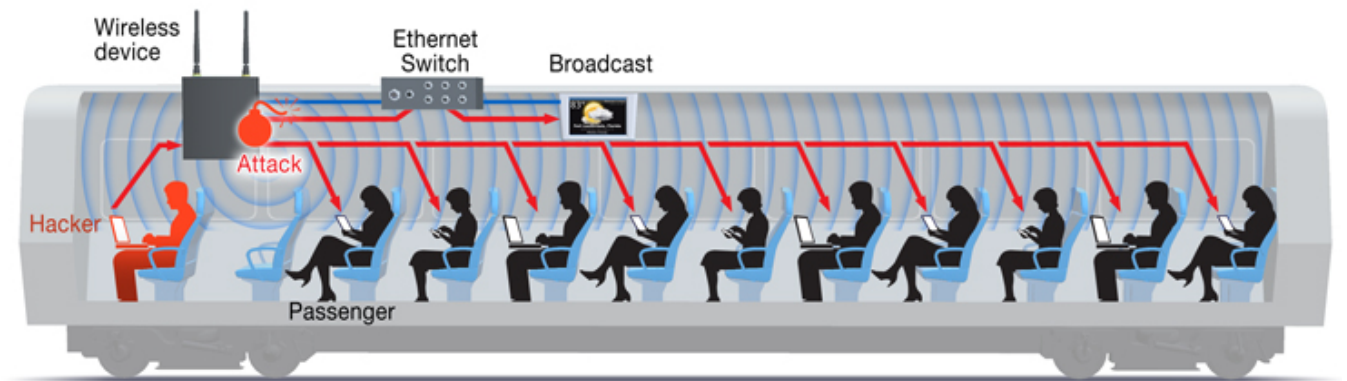 Wireless
device
Ethernet
Switch
Broadcast
Attack
Hacker
Passenger